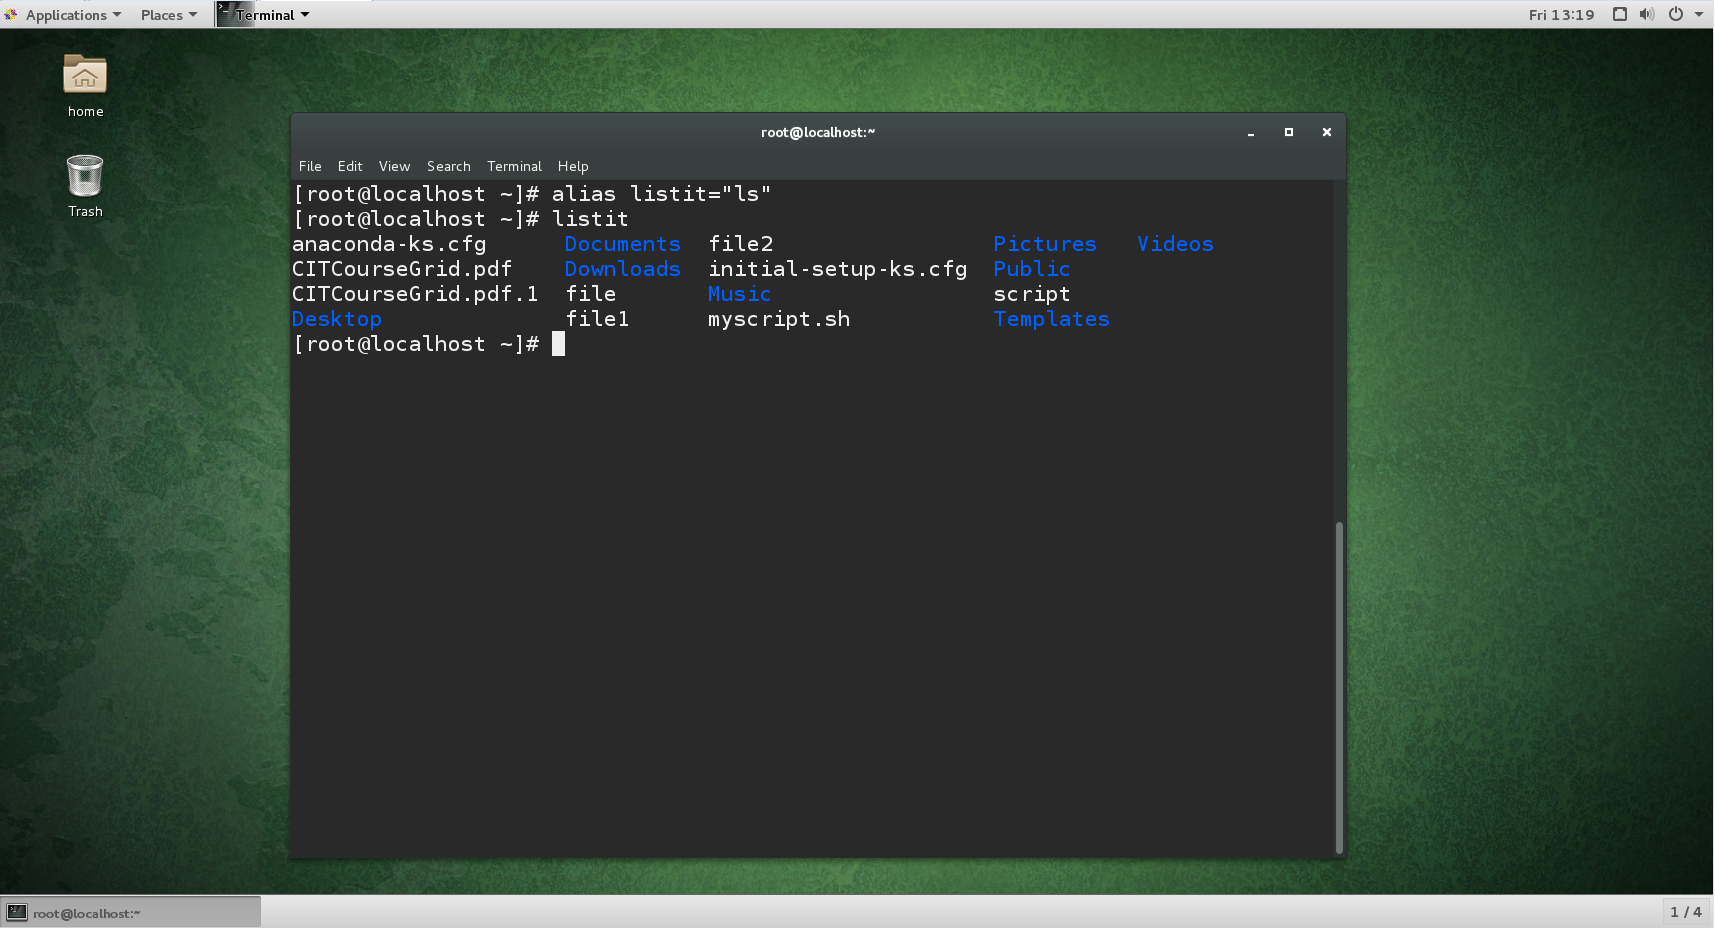 Applications Places Terminal Fri 13:19
home
Trash
root@localhost:~
File Edit View Search Terminal Help
[root@localhost ~]# alias listit="ls"
[root@localhost ~]# listit
anaconda-ks.cfg Documents file2 Pictures Videos
CITCourseGrid.pdf Downloads initial-setup-ks.cfg Public
CITCourseGrid.pdf.1 file Music script
Desktop file1 myscript.sh Templates
[root@localhost ~]#
root@localhost:~ 1 / 4